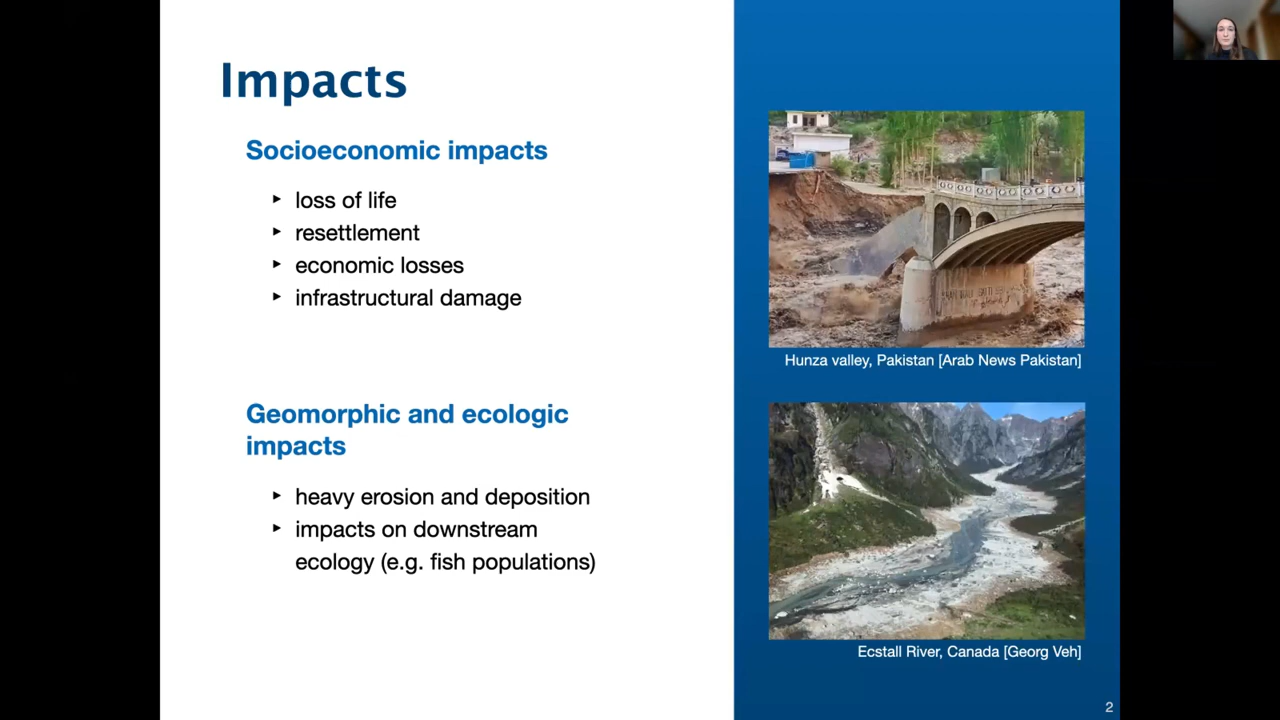 Impacts
Socioeconomic impacts
‣ loss of life
‣ resettlement
‣ economic losses
‣ infrastructural damage
Geomorphic and ecologic
impacts
‣ heavy erosion and deposition
‣ impacts on downstream
ecology (e.g. fish populations)
Hunza valley, Pakistan [Arab News Pakistan]
Ecstall River, Canada [Georg Veh]
2